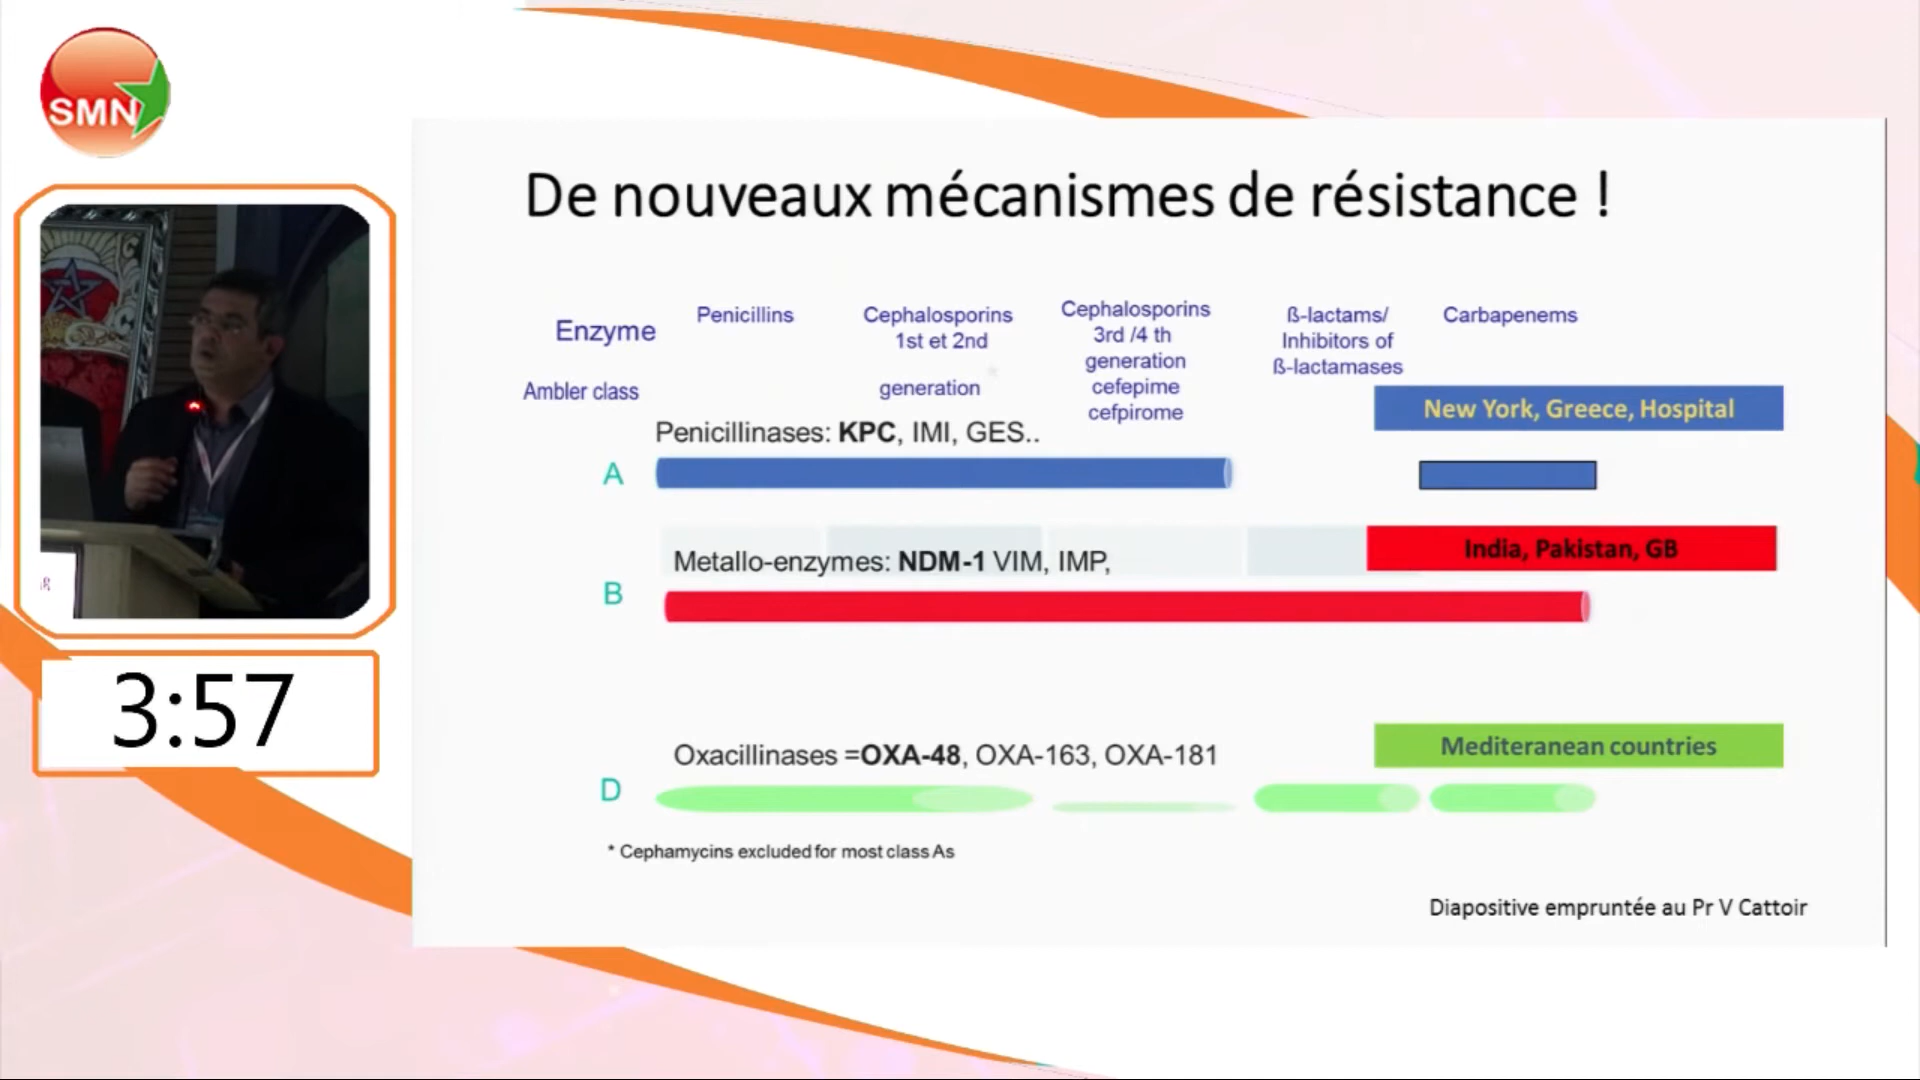 SMN
De nouveaux mécanismes de résistance !
Enzyme
Ambler class
Penicillins
Cephalosporins
1st et 2nd
generation
Cephalosporins
3rd /4 th
generation
cefepime
cefpirome
ß-lactams/
Inhibitors of
ß-lactamases
Carbapenems
New York, Greece, Hospital
Penicillinases: KPC, IMI, GES..
A
India, Pakistan, GB
Metallo-enzymes: NDM-1 VIM, IMP,
B
3:57
Mediteranean countries
Oxacillinases =OXA-48, OXA-163, OXA-181
D
* Cephamycins excluded for most class As
Diapositive empruntée au Pr V Cattoir